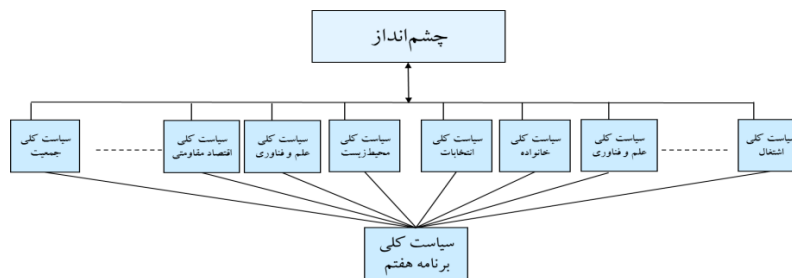 چشم‌انداز
سیاست کلی
اشتغال
سیاست کلی
علم و فناوری
سیاست کلی
خانواده
سیاست کلی
انتخابات
سیاست کلی
محیط‌زیست
سیاست کلی
علم و فناوری
سیاست کلی
اقتصاد مقاومتی
سیاست کلی
جمعیت
سیاست کلی
برنامه هفتم